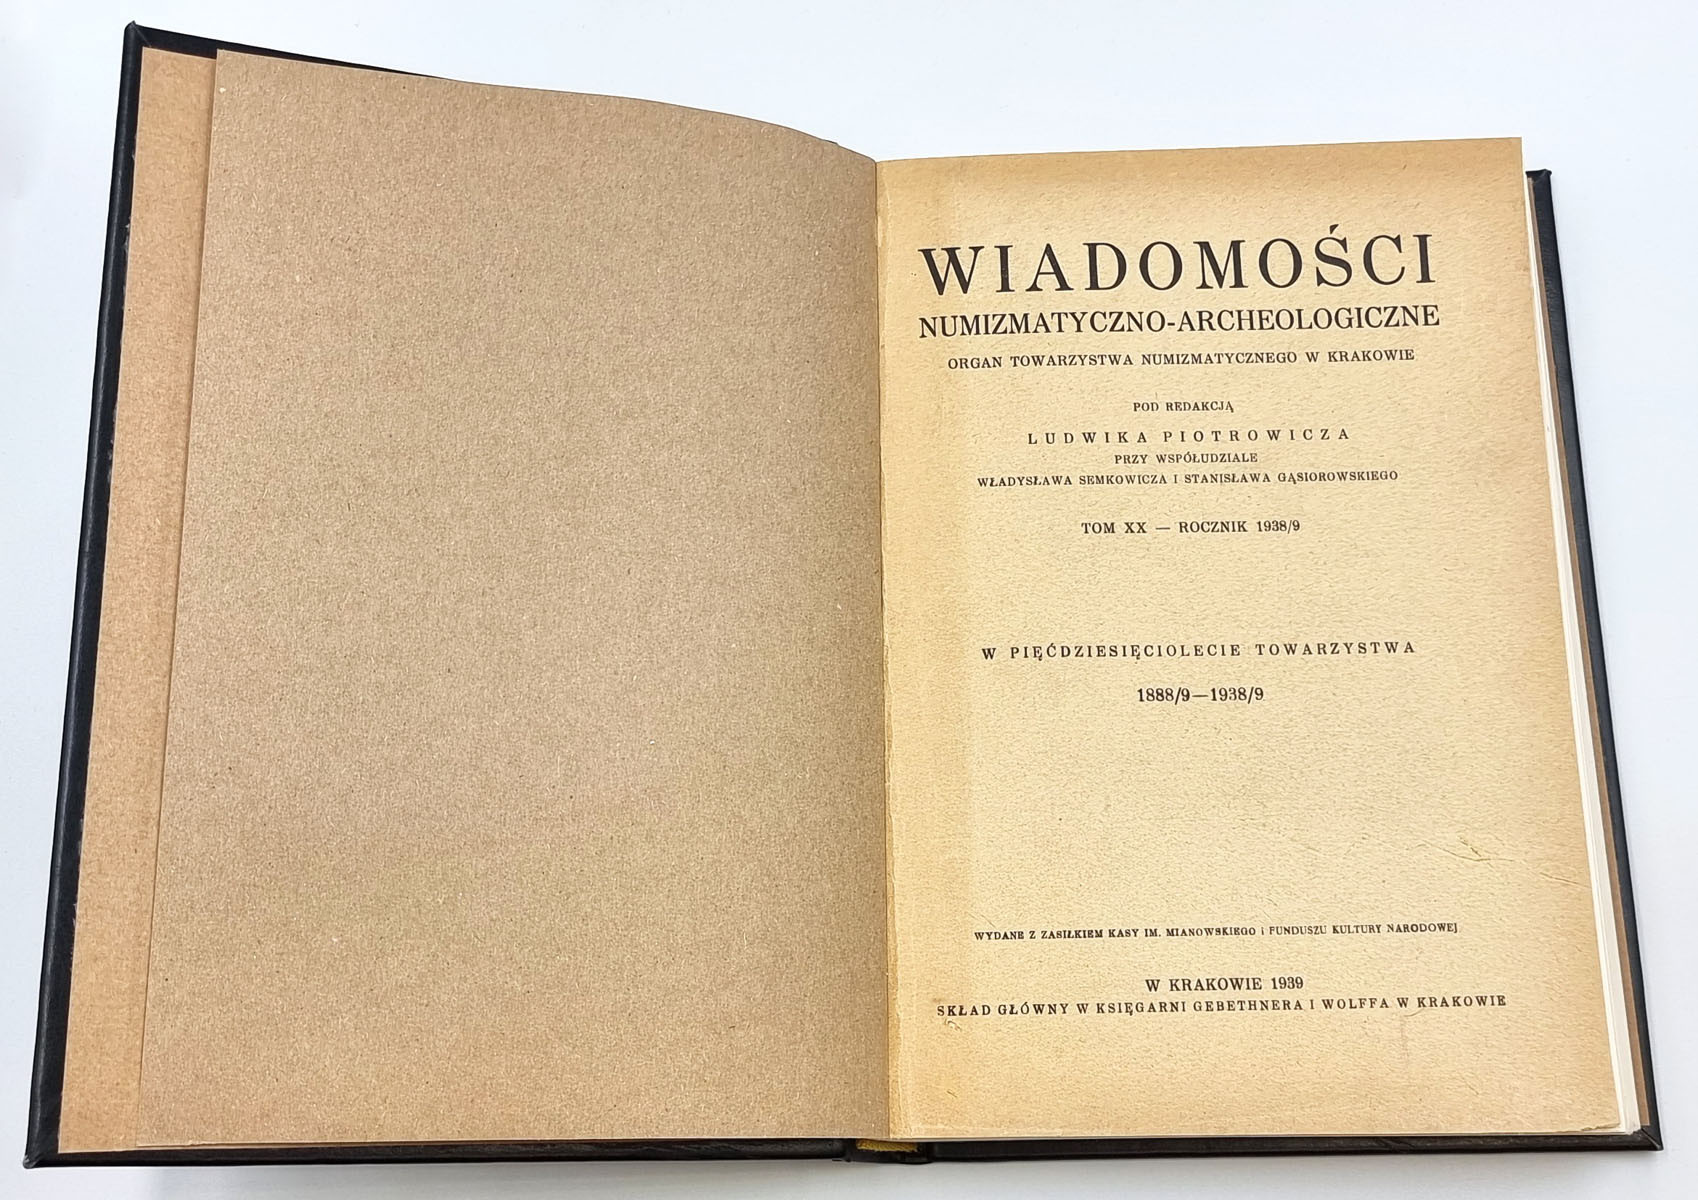 WIADOMOŚCI
NUMIZMATYCZNO-ARCHEOLOGICZNE
ORGAN TOWARZYSTWA NUMIZMATYCZNEGO W KRAKOWIE
POD REDAKCJĄ
LUDWIKA PIOTROWICZA
PRZY WSPÓŁUDZIALE
WŁADYSŁAWA SEMKOWICZA I STANISŁAWA GĄSIOROWSKIEGO
TOM XX — ROCZNIK 1938/9
W PIĘĆDZIESIĘCIOLECIE TOWARZYSTWA
1888/9—1938/9
WYDANE Z ZASIŁKIEM KASY IM. MIANOWSKIEGO i FUNDUSZU KULTURY NARODOWEJ
W KRAKOWIE 1939
SKŁAD GŁÓWNY W KSIĘGARNI GEBETHNERA I WOLFFA W KRAKOWIE